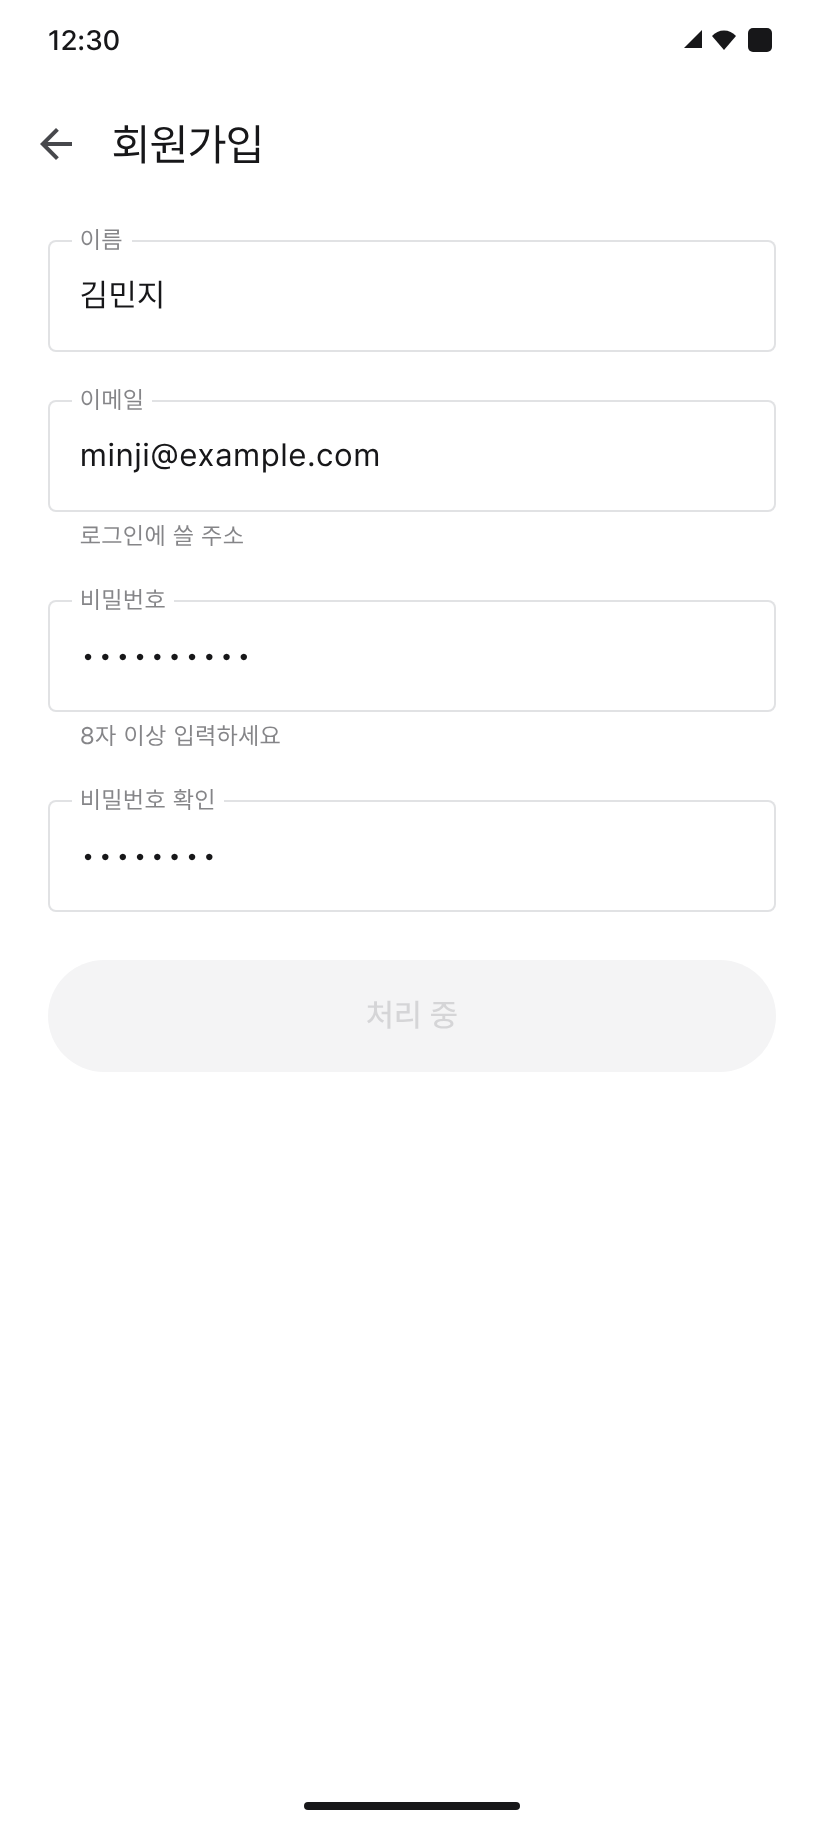 12:30
회원가입
이름
김민지
이메일
minji@example.com
로그인에 쓸 주소
비밀번호
••••••••••
8자 이상 입력하세요
비밀번호 확인
••••••••
처리 중